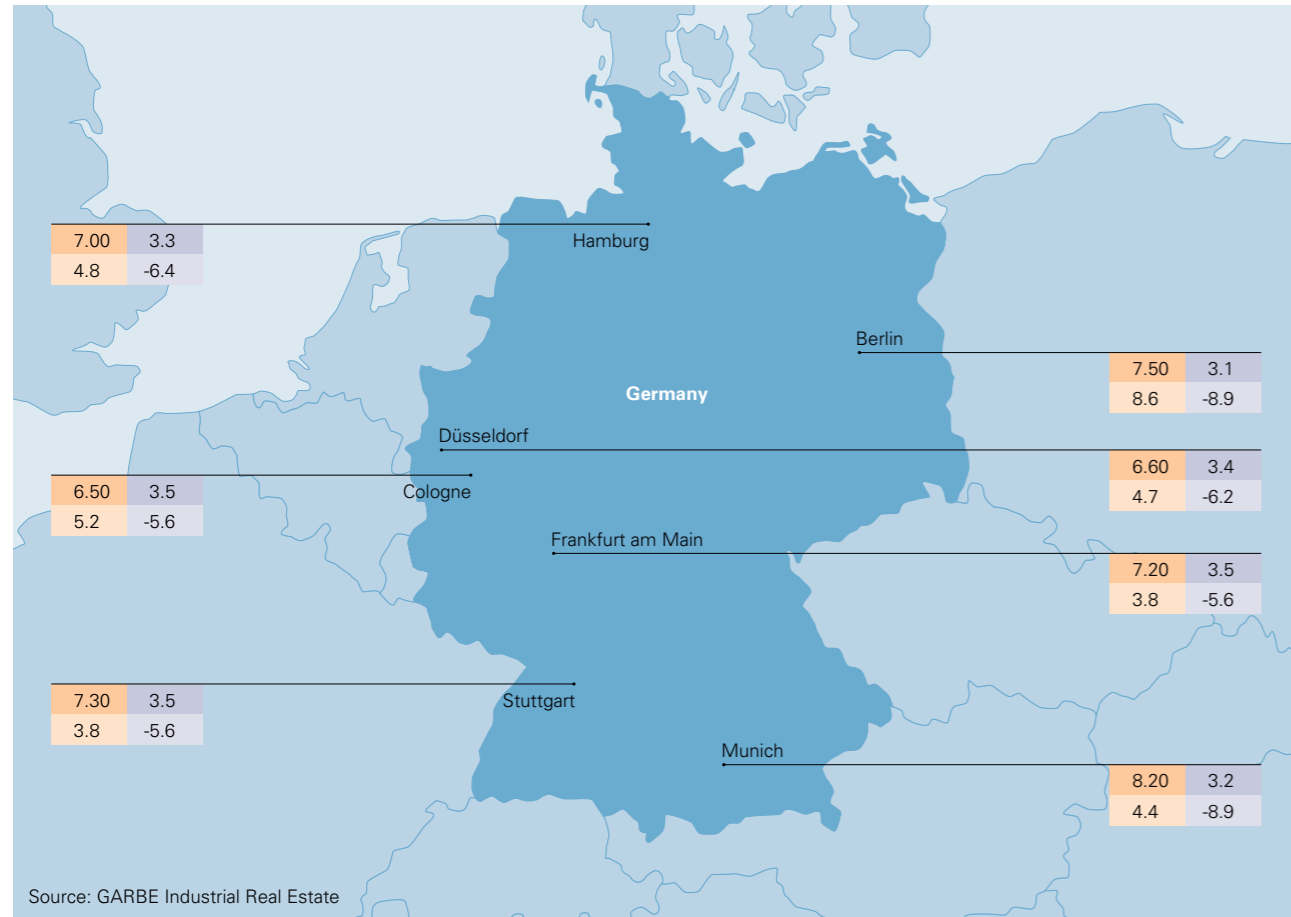 Hamburg
7.00 3.3
4.8 -6.4
Berlin
7.50 3.1
8.6 -8.9
Germany
Düsseldorf
6.60 3.4
4.7 -6.2
Cologne
6.50 3.5
5.2 -5.6
Frankfurt am Main
7.20 3.5
3.8 -5.6
Stuttgart
7.30 3.5
3.8 -5.6
Munich
8.20 3.2
4.4 -8.9
Source: GARBE Industrial Real Estate